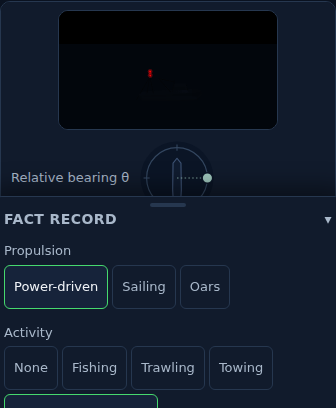 Relative bearing θ
FACT RECORD ▼
Propulsion
Power-driven Sailing Oars
Activity
None Fishing Trawling Towing